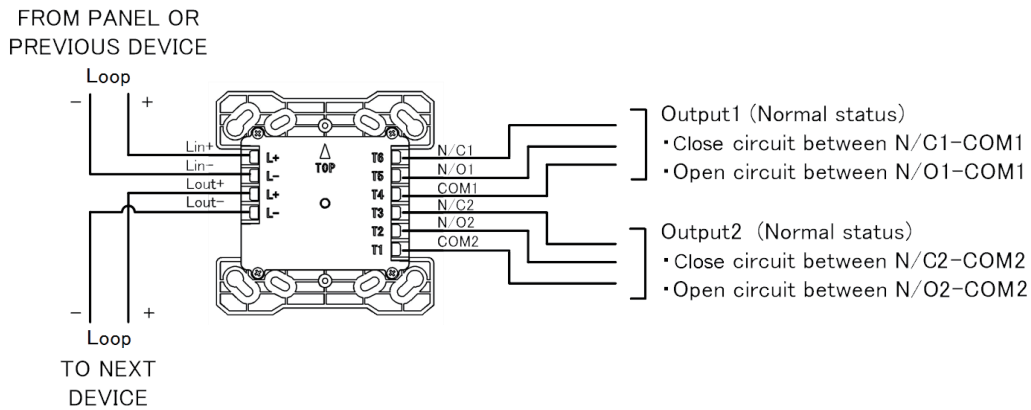 FROM PANEL OR
PREVIOUS DEVICE
Loop
- +
Lin+
Lin-
Lout+
Lout-
L+
L-
L+
L-
TOP
T6
T5
T4
T3
T2
T1
N/C1
N/O1
COM1
N/C2
N/O2
COM2
Output1 (Normal status)
・Close circuit between N/C1-COM1
・Open circuit between N/O1-COM1
Output2 (Normal status)
・Close circuit between N/C2-COM2
・Open circuit between N/O2-COM2
- +
Loop
TO NEXT
DEVICE